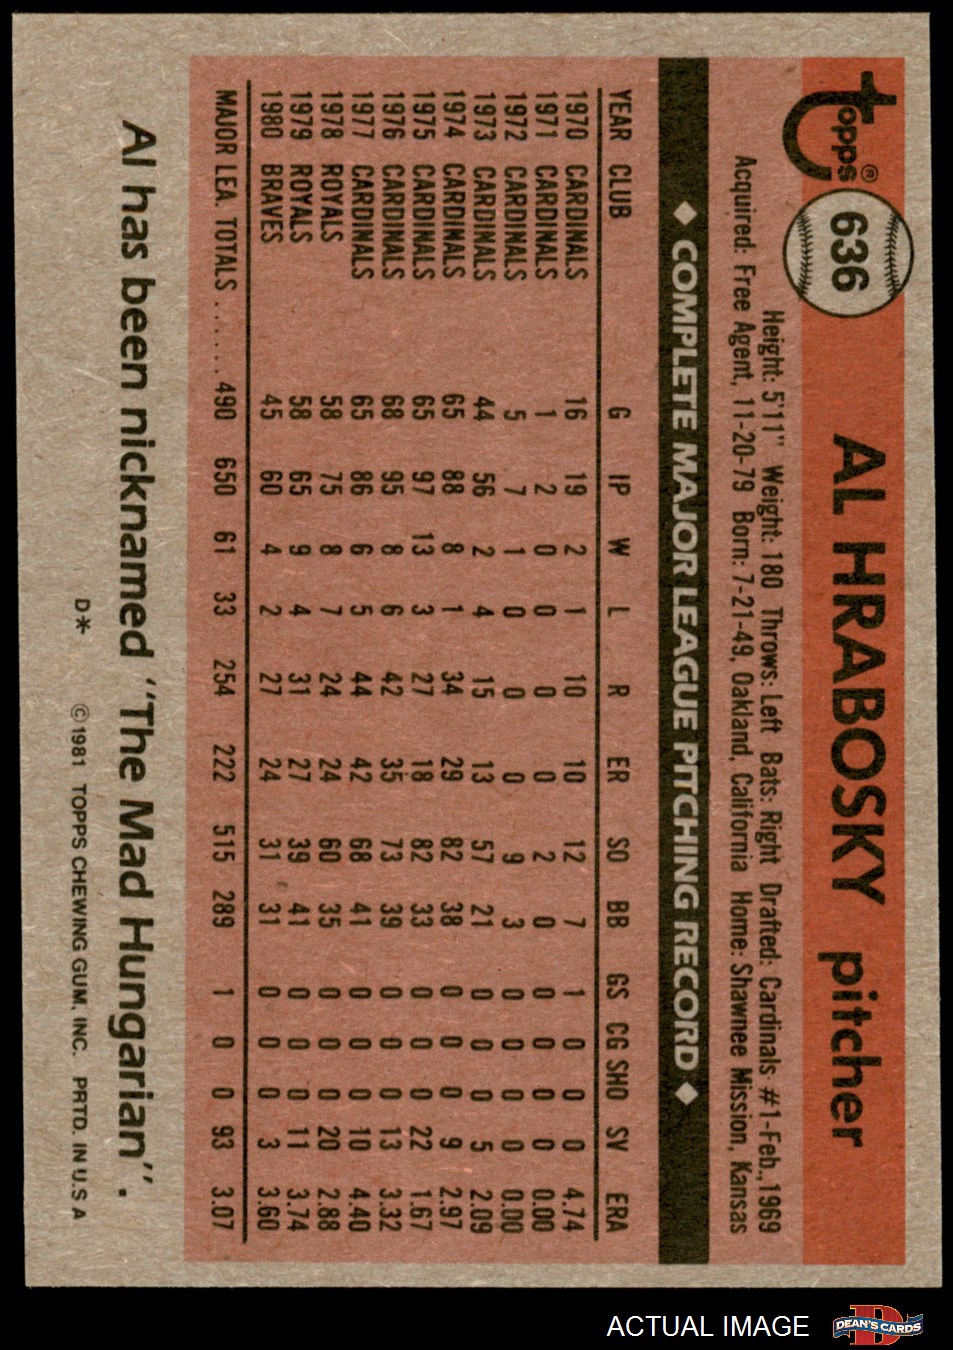 topps®
636
AL HRABOSKY pitcher
Height: 5'11" Weight: 180 Throws: Left Bats: Right Drafted: Cardinals #1-Feb.,1969
Acquired: Free Agent, 11-20-79 Born: 7-21-49, Oakland, California Home: Shawnee Mission, Kansas
◆ COMPLETE MAJOR LEAGUE PITCHING RECORD ◆
YEAR CLUB G IP W L R ER SO BB GS CG SHO SV ERA
1970 CARDINALS 16 19 2 1 10 10 12 7 1 0 0 0 4.74
1971 CARDINALS 1 2 0 0 0 0 2 0 0 0 0 0 0.00
1972 CARDINALS 5 7 1 0 0 0 9 3 0 0 0 0 0.00
1973 CARDINALS 44 56 2 4 15 13 57 21 0 0 0 5 2.09
1974 CARDINALS 65 88 8 1 34 29 82 38 0 0 0 9 2.97
1975 CARDINALS 65 97 13 3 27 18 82 33 0 0 0 22 1.67
1976 CARDINALS 68 95 8 6 42 35 73 39 0 0 0 13 3.32
1977 CARDINALS 65 86 6 5 44 42 68 41 0 0 0 10 4.40
1978 ROYALS 58 75 8 7 24 24 60 35 0 0 0 20 2.88
1979 ROYALS 58 65 9 4 31 27 39 41 0 0 0 11 3.74
1980 BRAVES 45 60 4 2 27 24 31 31 0 0 0 3 3.60
MAJOR LEA. TOTALS ...... 490 650 61 33 254 222 515 289 1 0 0 93 3.07
Al has been nicknamed ''The Mad Hungarian''.
D* ©1981 TOPPS CHEWING GUM, INC. PRTD. IN U.S A
ACTUAL IMAGE
D
DEAN'S CARDS